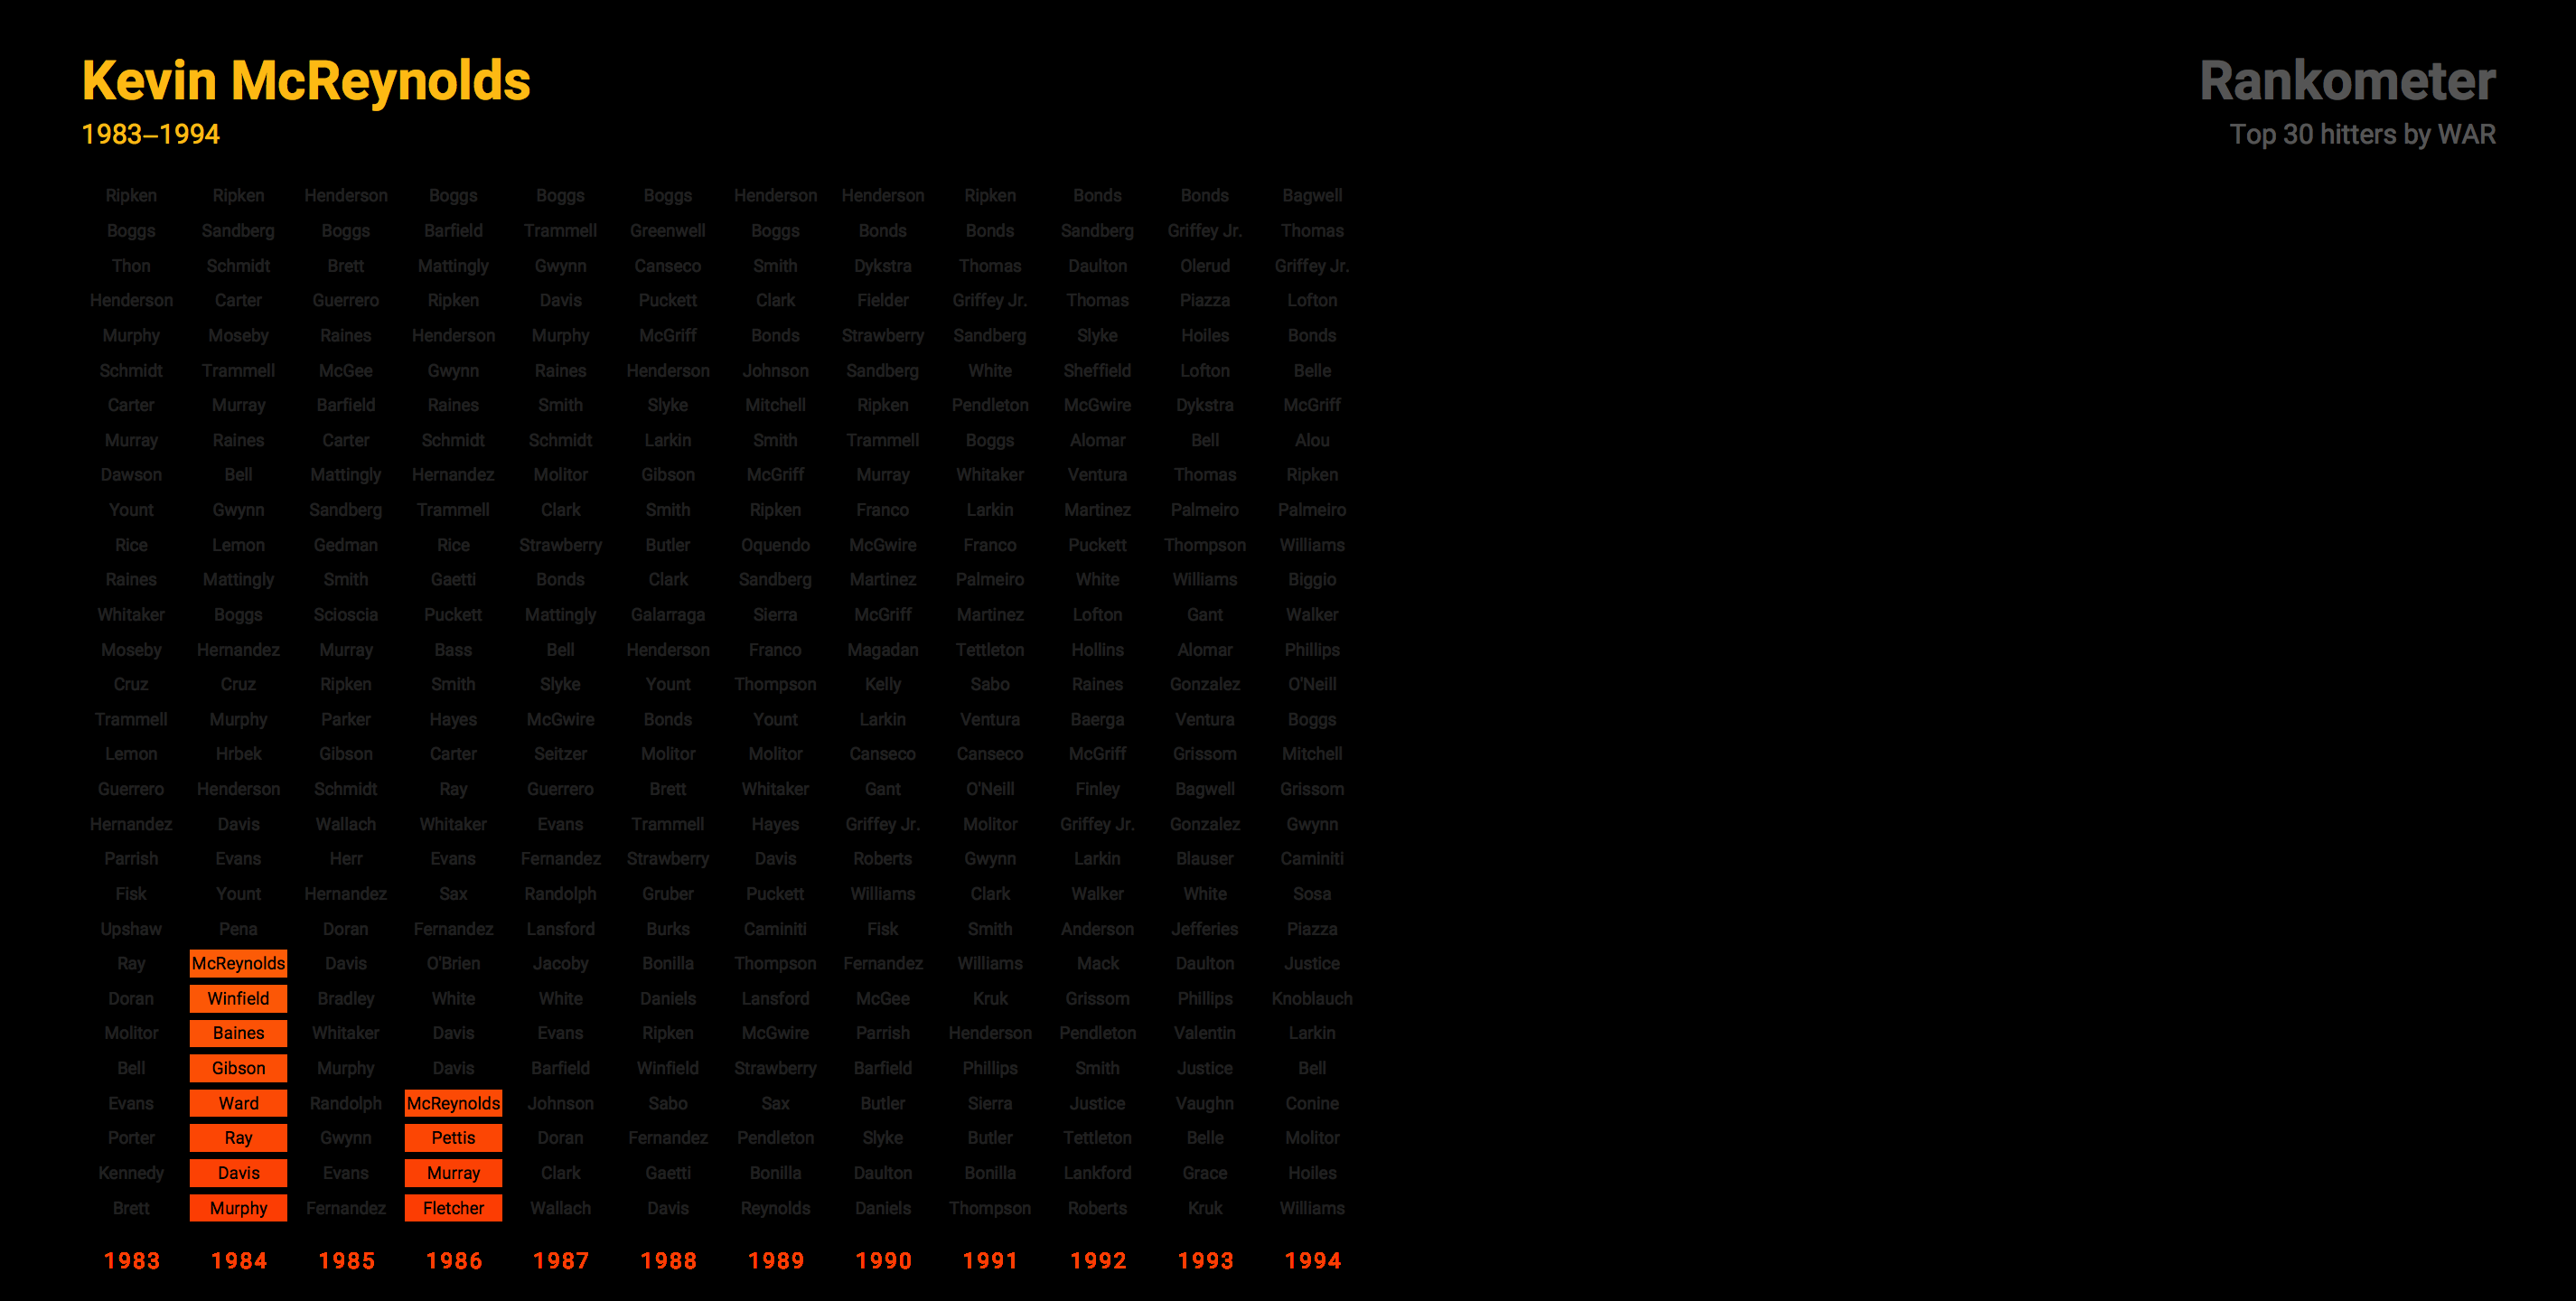 Kevin McReynolds
1983–1994
Rankometer
Top 30 hitters by WAR
Ripken Ripken Henderson Boggs Boggs Boggs Henderson Henderson Ripken Bonds Bonds Bagwell
Boggs Sandberg Boggs Barfield Trammell Greenwell Boggs Bonds Bonds Sandberg Griffey Jr. Thomas
Thon Schmidt Brett Mattingly Gwynn Canseco Smith Dykstra Thomas Daulton Olerud Griffey Jr.
Henderson Carter Guerrero Ripken Davis Puckett Clark Fielder Griffey Jr. Thomas Piazza Lofton
Murphy Moseby Raines Henderson Murphy McGriff Bonds Strawberry Sandberg Slyke Hoiles Bonds
Schmidt Trammell McGee Gwynn Raines Henderson Johnson Sandberg White Sheffield Lofton Belle
Carter Murray Barfield Raines Smith Slyke Mitchell Ripken Pendleton McGwire Dykstra McGriff
Murray Raines Carter Schmidt Schmidt Larkin Smith Trammell Boggs Alomar Bell Alou
Dawson Bell Mattingly Hernandez Molitor Gibson McGriff Murray Whitaker Ventura Thomas Ripken
Yount Gwynn Sandberg Trammell Clark Smith Ripken Franco Larkin Martinez Palmeiro Palmeiro
Rice Lemon Gedman Rice Strawberry Butler Oquendo McGwire Franco Puckett Thompson Williams
Raines Mattingly Smith Gaetti Bonds Clark Sandberg Martinez Palmeiro White Williams Biggio
Whitaker Boggs Scioscia Puckett Mattingly Galarraga Sierra McGriff Martinez Lofton Gant Walker
Moseby Hernandez Murray Bass Bell Henderson Franco Magadan Tettleton Hollins Alomar Phillips
Cruz Cruz Ripken Smith Slyke Yount Thompson Kelly Sabo Raines Gonzalez O'Neill
Trammell Murphy Parker Hayes McGwire Bonds Yount Larkin Ventura Baerga Ventura Boggs
Lemon Hrbek Gibson Carter Seitzer Molitor Molitor Canseco Canseco McGriff Grissom Mitchell
Guerrero Henderson Schmidt Ray Guerrero Brett Whitaker Gant O'Neill Finley Bagwell Grissom
Hernandez Davis Wallach Whitaker Evans Trammell Hayes Griffey Jr. Molitor Griffey Jr. Gonzalez Gwynn
Parrish Evans Herr Evans Fernandez Strawberry Davis Roberts Gwynn Larkin Blauser Caminiti
Fisk Yount Hernandez Sax Randolph Gruber Puckett Williams Clark Walker White Sosa
Upshaw Pena Doran Fernandez Lansford Burks Caminiti Fisk Smith Anderson Jefferies Piazza
Ray McReynolds Davis O'Brien Jacoby Bonilla Thompson Fernandez Williams Mack Daulton Justice
Doran Winfield Bradley White White Daniels Lansford McGee Kruk Grissom Phillips Knoblauch
Molitor Baines Whitaker Davis Evans Ripken McGwire Parrish Henderson Pendleton Valentin Larkin
Bell Gibson Murphy Davis Barfield Winfield Strawberry Barfield Phillips Smith Justice Bell
Evans Ward Randolph McReynolds Johnson Sabo Sax Butler Sierra Justice Vaughn Conine
Porter Ray Gwynn Pettis Doran Fernandez Pendleton Slyke Butler Tettleton Belle Molitor
Kennedy Davis Evans Murray Clark Gaetti Bonilla Daulton Bonilla Lankford Grace Hoiles
Brett Murphy Fernandez Fletcher Wallach Davis Reynolds Daniels Thompson Roberts Kruk Williams
1983 1984 1985 1986 1987 1988 1989 1990 1991 1992 1993 1994